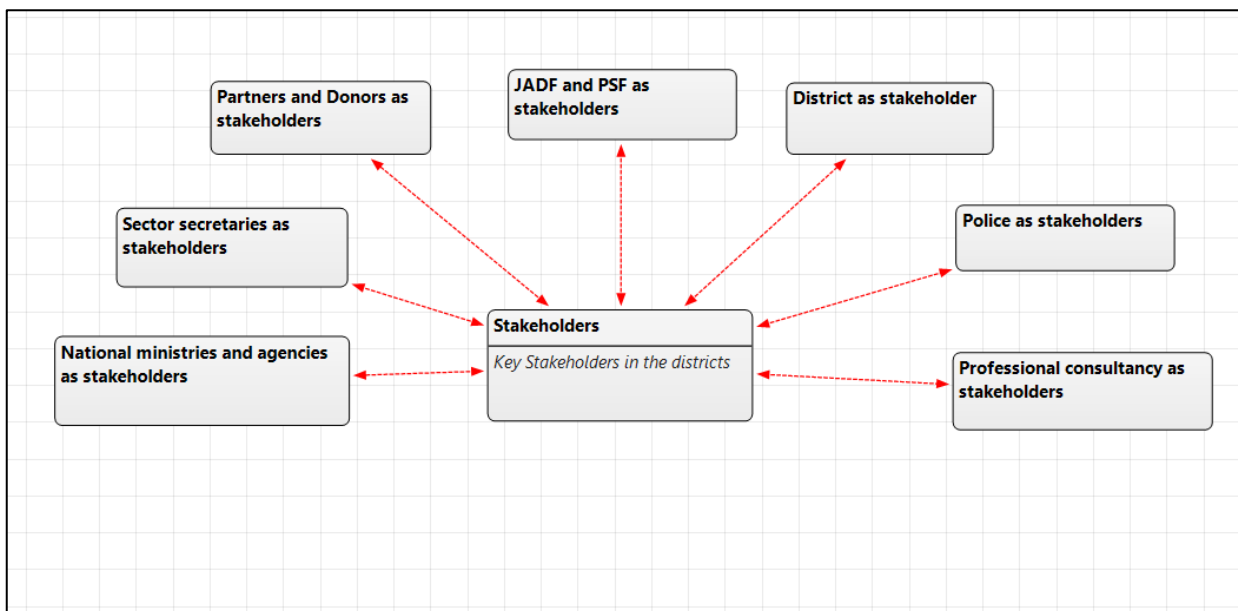 Partners and Donors as
stakeholders
JADF and PSF as
stakeholders
District as stakeholder
Sector secretaries as
stakeholders
Police as stakeholders
Stakeholders
Key Stakeholders in the districts
National ministries and agencies
as stakeholders
Professional consultancy as
stakeholders